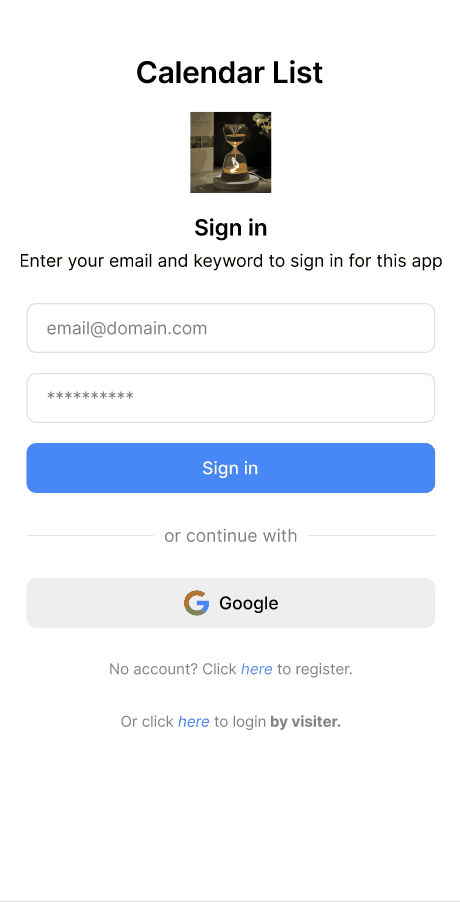 Calendar List
Sign in
Enter your email and keyword to sign in for this app
email@domain.com
**********
Sign in
or continue with
Google
No account? Click here to register.
Or click here to login by visiter.